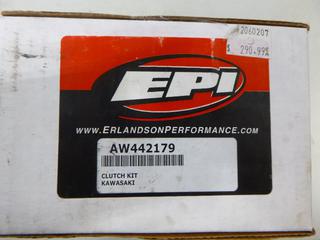 2060207
$ 290.99
EPI
WWW.ERLANDSONPERFORMANCE.COM
AW442179
CLUTCH KIT
KAWASAKI